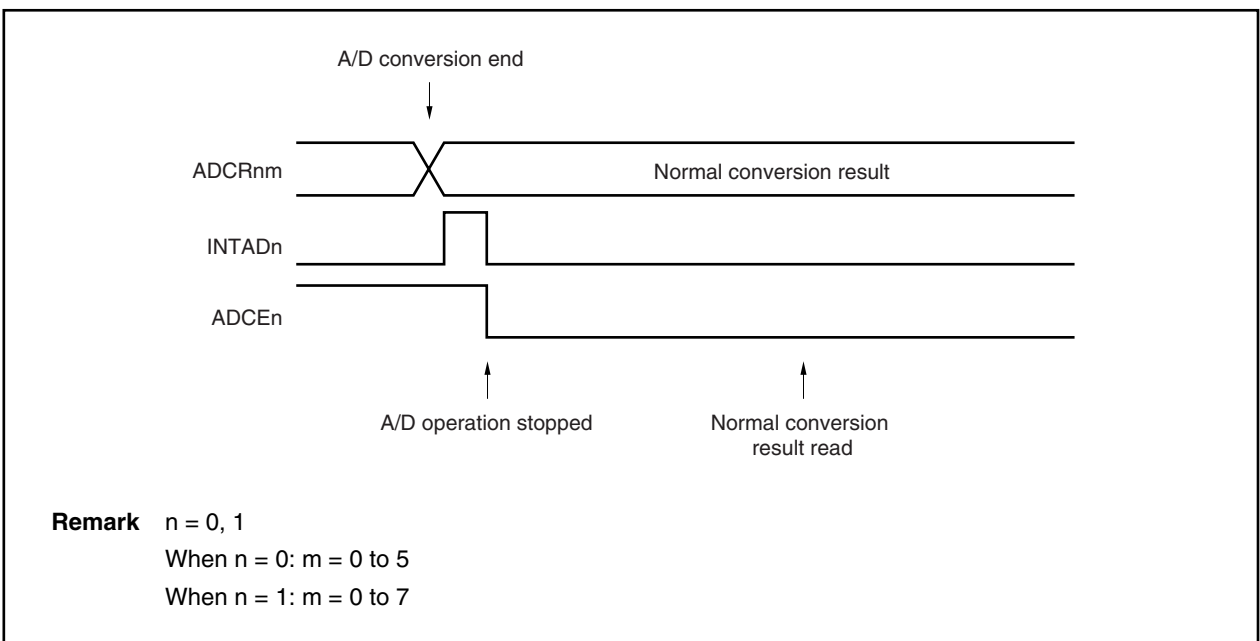 A/D conversion end
ADCRnm
Normal conversion result
INTADn
ADCEn
A/D operation stopped
Normal conversion
result read
Remark n = 0, 1
When n = 0: m = 0 to 5
When n = 1: m = 0 to 7